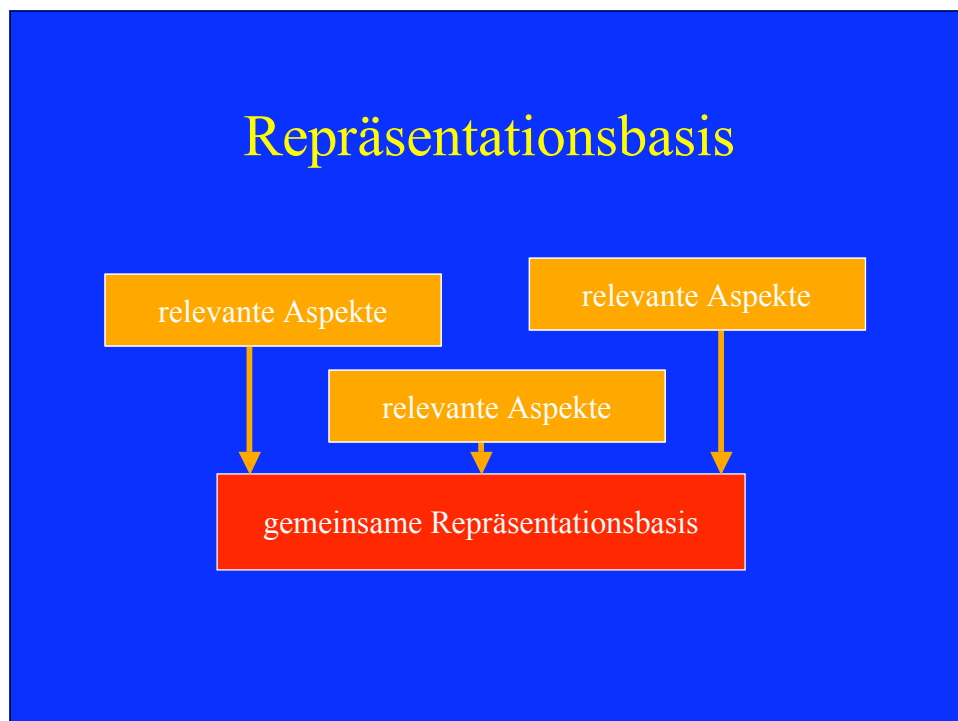 Repräsentationsbasis
relevante Aspekte
relevante Aspekte
relevante Aspekte
gemeinsame Repräsentationsbasis